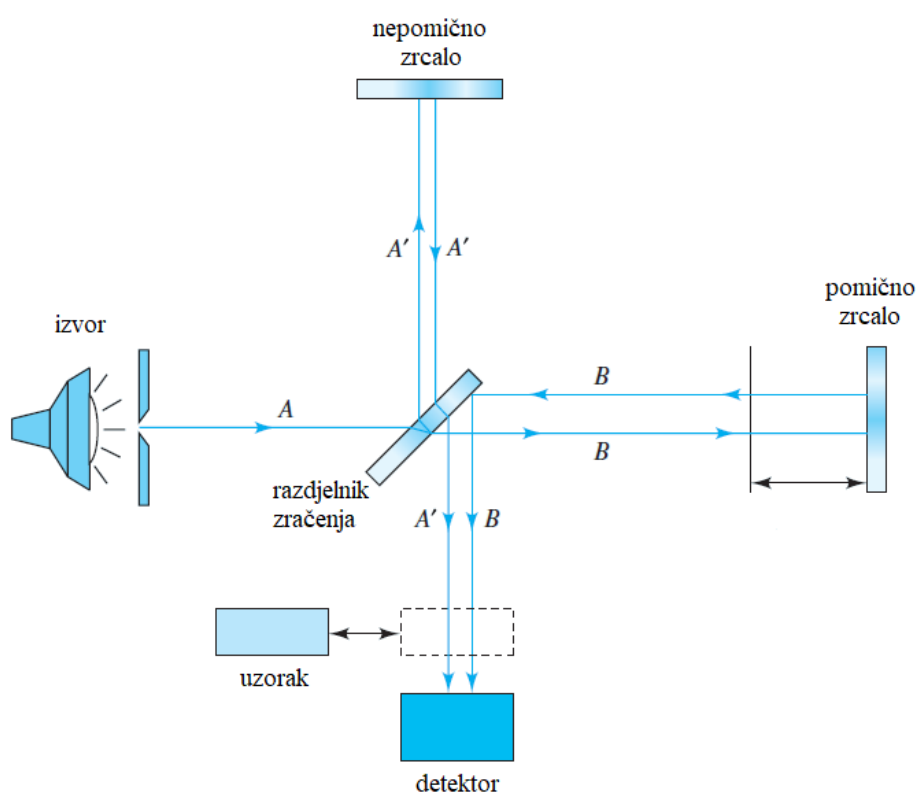 nepomično
zrcalo
A′
A′
pomično
zrcalo
izvor
B
A
B
razdjelnik
zračenja
A′
B
uzorak
detektor